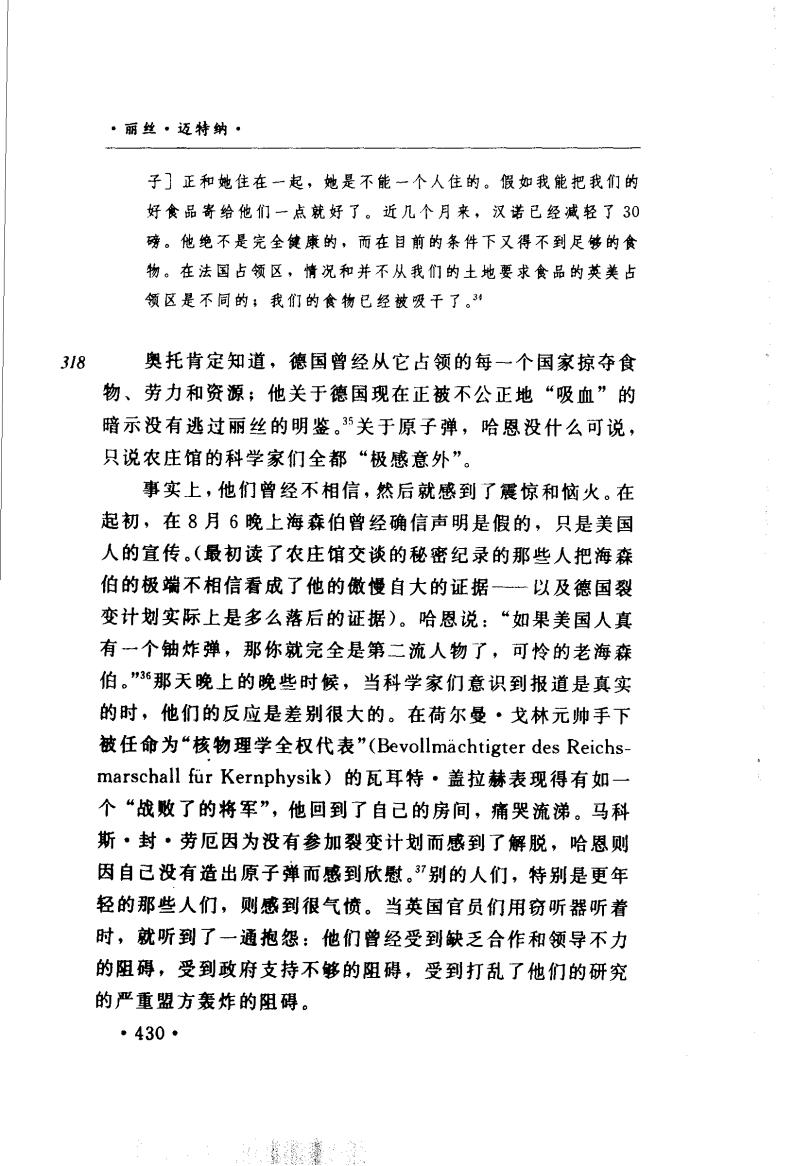 ·丽丝·迈特纳·
子］正和她住在一起，她是不能一个人住的。假如我能把我们的
好食品寄给他们一点就好了。近几个月来，汉诺已经减轻了 30
磅。他绝不是完全健康的，而在目前的条件下又得不到足够的食
物。在法国占领区，情况和并不从我们的土地要求食品的英美占
领区是不同的；我们的食物已经被吸干了。³⁴
318 奥托肯定知道，德国曾经从它占领的每一个国家掠夺食
物、劳力和资源；他关于德国现在正被不公正地“吸血”的
暗示没有逃过丽丝的明鉴。³⁵关于原子弹，哈恩没什么可说，
只说农庄馆的科学家们全都“极感意外”。
事实上，他们曾经不相信，然后就感到了震惊和恼火。在
起初，在 8 月 6 晚上海森伯曾经确信声明是假的，只是美国
人的宣传。（最初读了农庄馆交谈的秘密纪录的那些人把海森
伯的极端不相信看成了他的傲慢自大的证据——以及德国裂
变计划实际上是多么落后的证据）。哈恩说：“如果美国人真
有一个铀炸弹，那你就完全是第二流人物了，可怜的老海森
伯。”³⁶那天晚上的晚些时候，当科学家们意识到报道是真实
的时，他们的反应是差别很大的。在荷尔曼·戈林元帅手下
被任命为“核物理学全权代表”（Bevollmächtigter des Reichs-
marschall für Kernphysik）的瓦耳特·盖拉赫表现得有如一
个“战败了的将军”，他回到了自己的房间，痛哭流涕。马科
斯·封·劳厄因为没有参加裂变计划而感到了解脱，哈恩则
因自己没有造出原子弹而感到欣慰。³⁷别的人们，特别是更年
轻的那些人们，则感到很气愤。当英国官员们用窃听器听着
时，就听到了一通抱怨：他们曾经受到缺乏合作和领导不力
的阻碍，受到政府支持不够的阻碍，受到打乱了他们的研究
的严重盟方轰炸的阻碍。
·430·